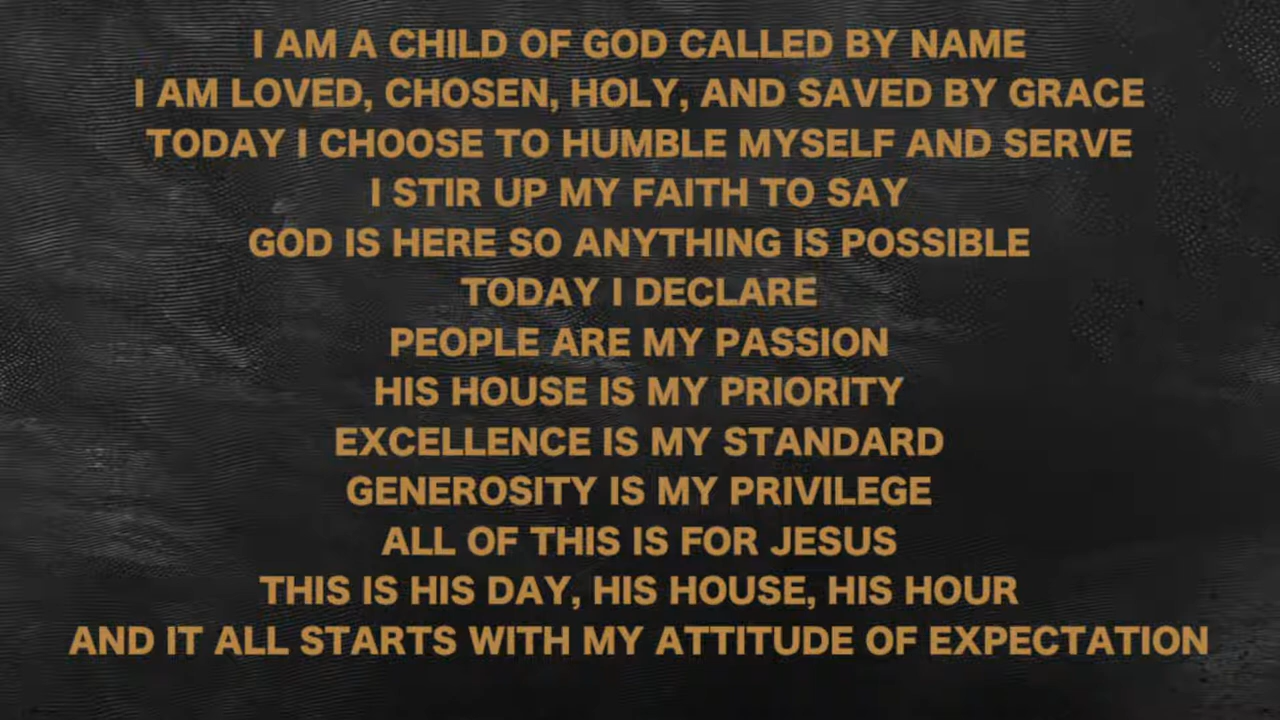 I AM A CHILD OF GOD CALLED BY NAME
I AM LOVED, CHOSEN, HOLY, AND SAVED BY GRACE
TODAY I CHOOSE TO HUMBLE MYSELF AND SERVE
I STIR UP MY FAITH TO SAY
GOD IS HERE SO ANYTHING IS POSSIBLE
TODAY I DECLARE
PEOPLE ARE MY PASSION
HIS HOUSE IS MY PRIORITY
EXCELLENCE IS MY STANDARD
GENEROSITY IS MY PRIVILEGE
ALL OF THIS IS FOR JESUS
THIS IS HIS DAY, HIS HOUSE, HIS HOUR
AND IT ALL STARTS WITH MY ATTITUDE OF EXPECTATION